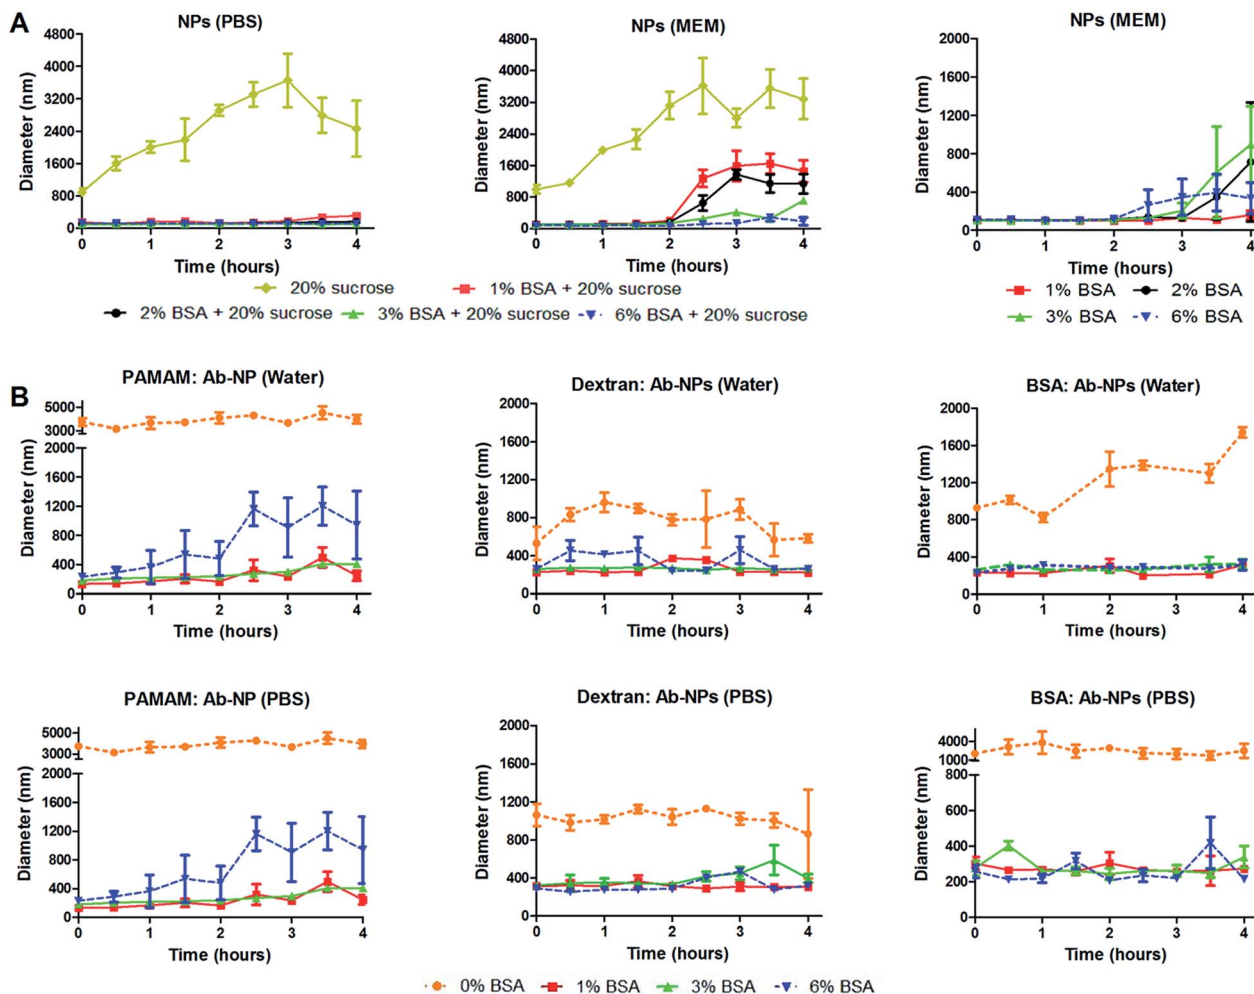 A
NPs (PBS)
Diameter (nm)
4800
4000
3200
2400
1600
800
0
0 1 2 3 4
Time (hours)
NPs (MEM)
Diameter (nm)
4800
4000
3200
2400
1600
800
0
0 1 2 3 4
Time (hours)
NPs (MEM)
Diameter (nm)
2000
1600
1200
800
400
0
0 1 2 3 4
Time (hours)
20% sucrose 1% BSA + 20% sucrose
2% BSA + 20% sucrose 3% BSA + 20% sucrose 6% BSA + 20% sucrose
1% BSA 2% BSA
3% BSA 6% BSA
B
PAMAM: Ab-NP (Water)
Diameter (nm)
5000
3000
2000
1600
1200
800
400
0
0 1 2 3 4
Time (hours)
Dextran: Ab-NPs (Water)
Diameter (nm)
2000
1600
1200
800
400
0
0 1 2 3 4
Time (hours)
BSA: Ab-NPs (Water)
Diameter (nm)
2000
1600
1200
800
400
0
0 1 2 3 4
Time (hours)
PAMAM: Ab-NP (PBS)
Diameter (nm)
5000
3000
2000
1600
1200
800
400
0
0 1 2 3 4
Time (hours)
Dextran: Ab-NPs (PBS)
Diameter (nm)
2000
1600
1200
800
400
0
0 1 2 3 4
Time (hours)
BSA: Ab-NPs (PBS)
Diameter (nm)
4000
1000
800
600
400
200
0
0 1 2 3 4
Time (hours)
0% BSA 1% BSA 3% BSA 6% BSA